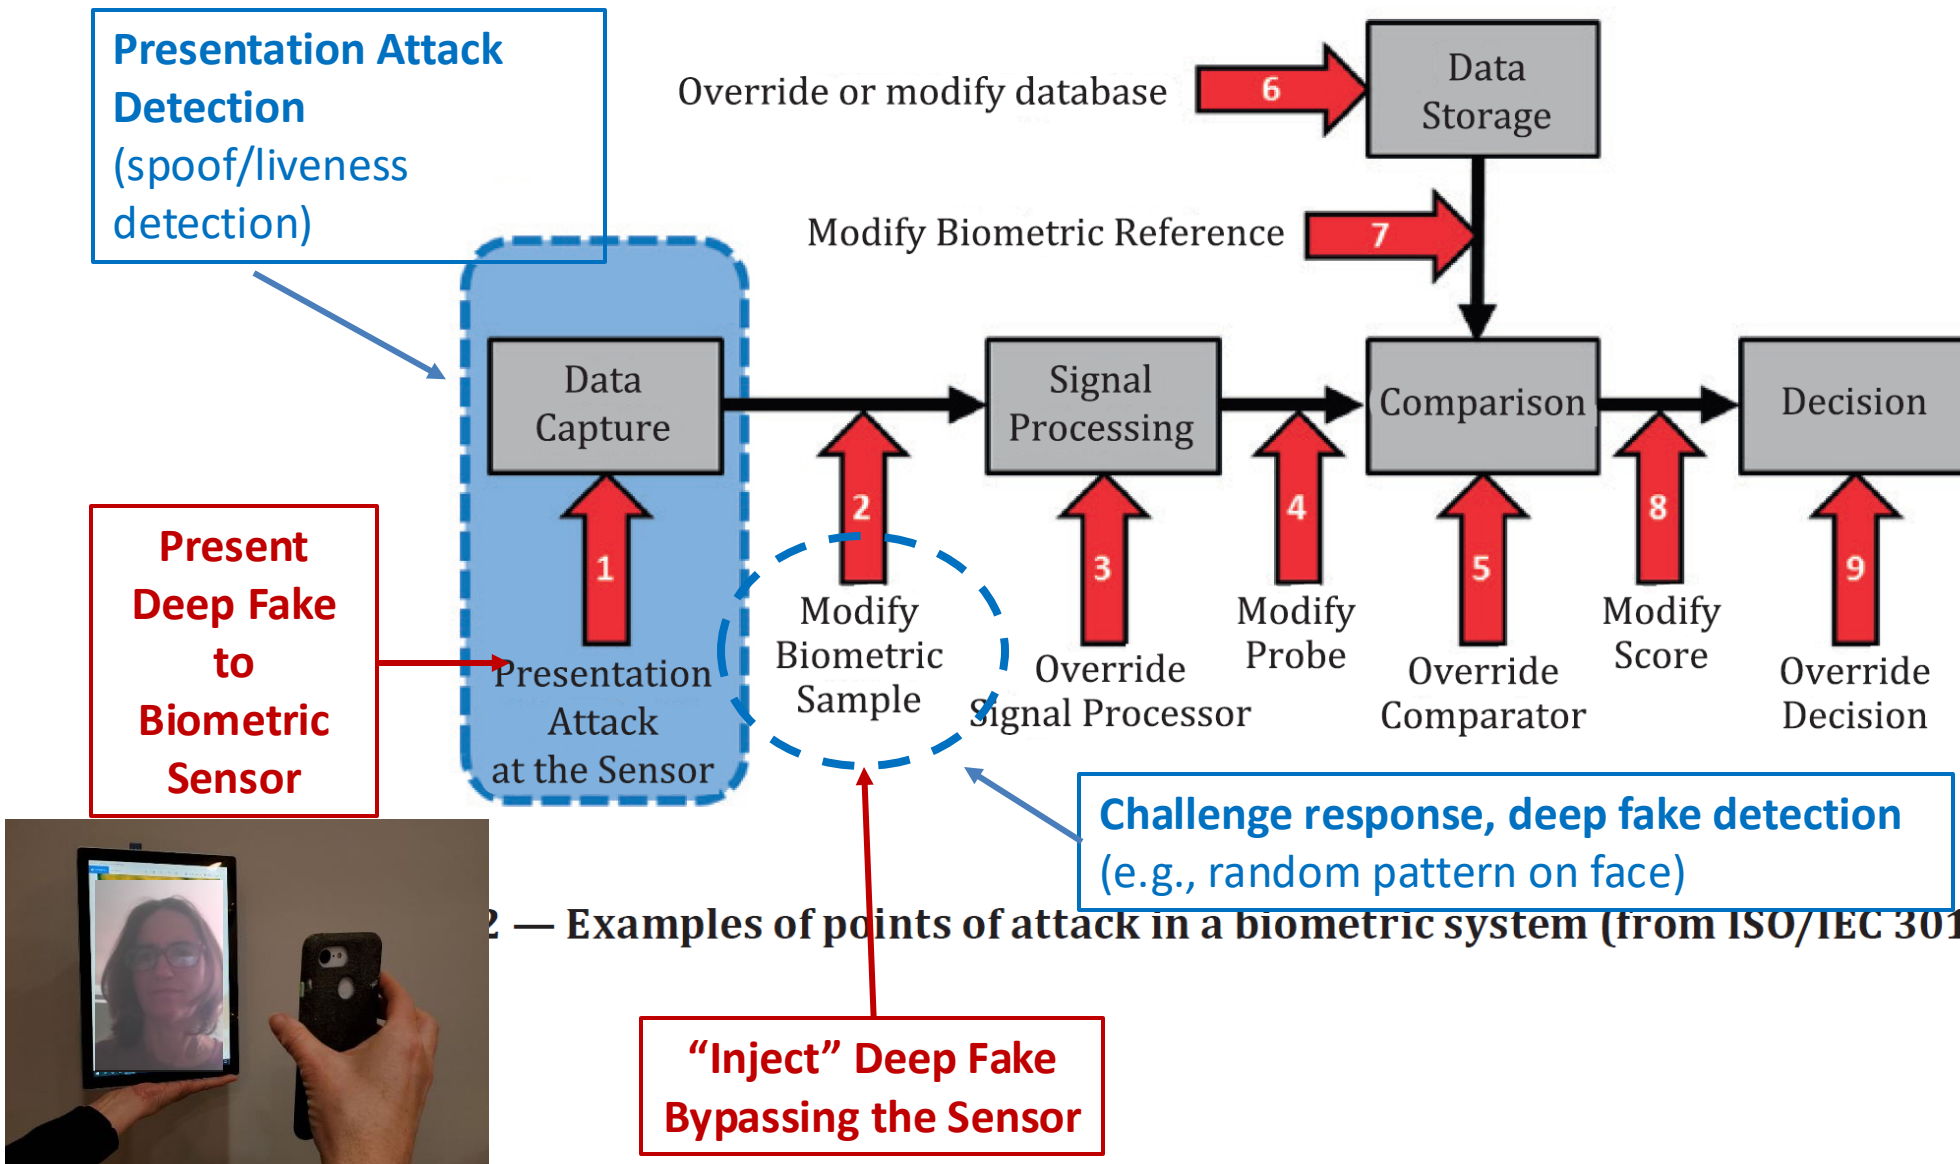 Presentation Attack
Detection
(spoof/liveness
detection)
Override or modify database
6
Data
Storage
Modify Biometric Reference
7
Data
Capture
Signal
Processing
Comparison
Decision
1
2
3
4
5
8
9
Present
Deep Fake
to
Biometric
Sensor
Presentation
Attack
at the Sensor
Modify
Biometric
Sample
Override
Signal Processor
Modify
Probe
Override
Comparator
Modify
Score
Override
Decision
Challenge response, deep fake detection
(e.g., random pattern on face)
2 — Examples of points of attack in a biometric system (from ISO/IEC 301
“Inject” Deep Fake
Bypassing the Sensor